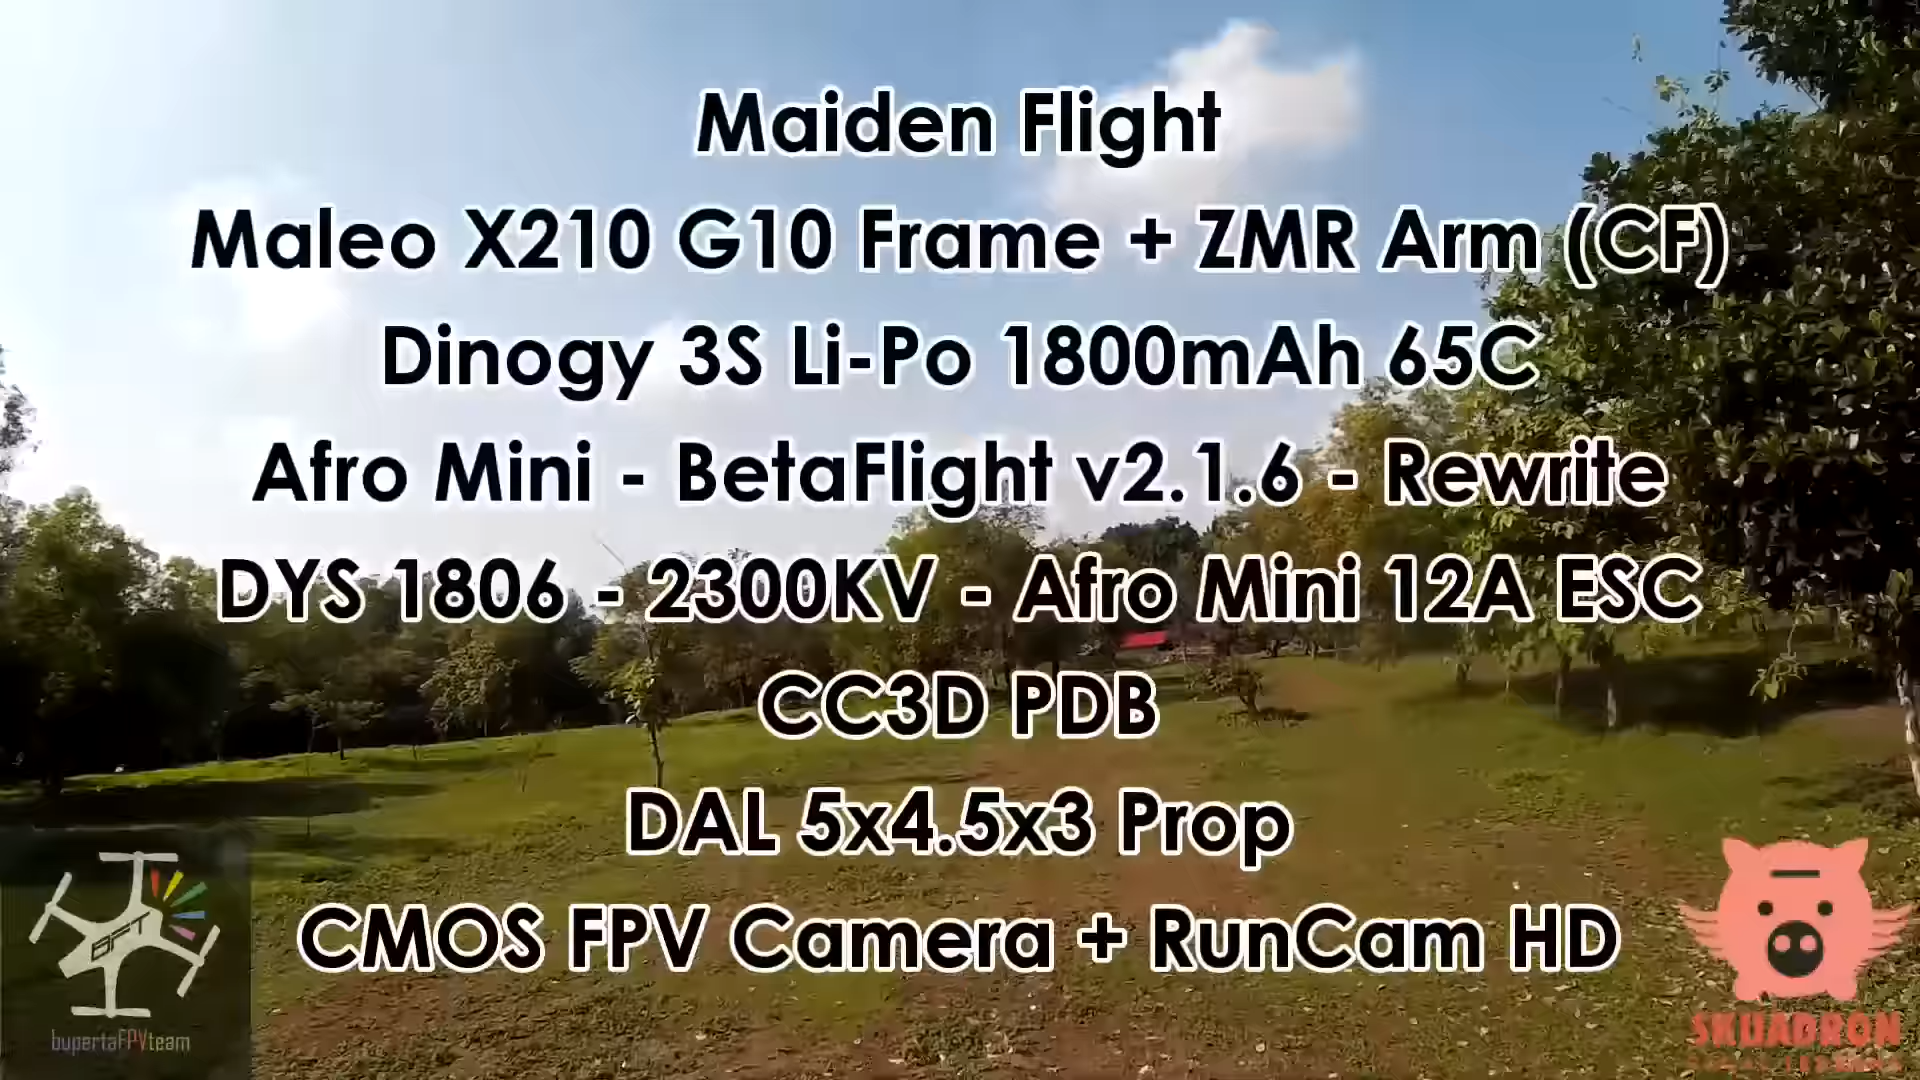 Maiden Flight
Maleo X210 G10 Frame + ZMR Arm (CF)
Dinogy 3S Li-Po 1800mAh 65C
Afro Mini - BetaFlight v2.1.6 - Rewrite
DYS 1806 - 2300KV - Afro Mini 12A ESC
CC3D PDB
DAL 5x4.5x3 Prop
CMOS FPV Camera + RunCam HD
BFT
bupertaFPVteam
SKUADRON